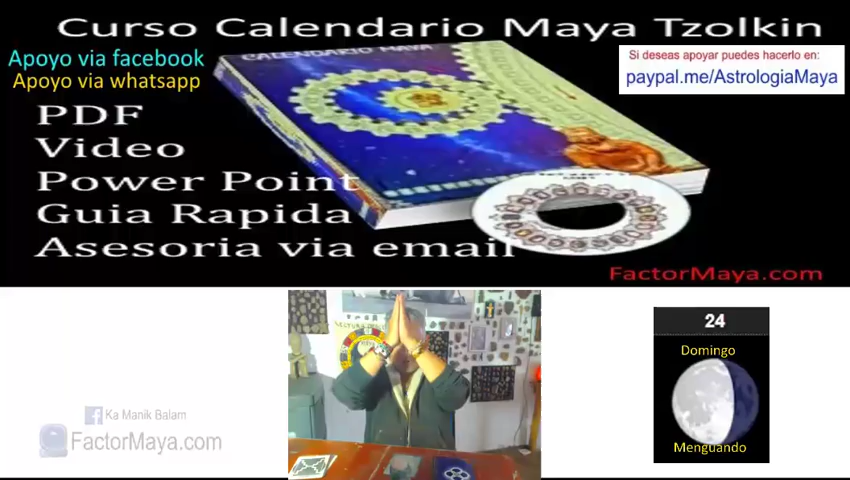 Curso Calendario Maya Tzolkin
Apoyo via facebook
Apoyo via whatsapp
Si deseas apoyar puedes hacerlo en:
paypal.me/AstrologiaMaya
CALENDARIO MAYA
PDF
Video
Power Point
Guia Rapida
Asesoria via email
FactorMaya.com
24
Domingo
Menguando
Ka Manik Balam
FactorMaya.com